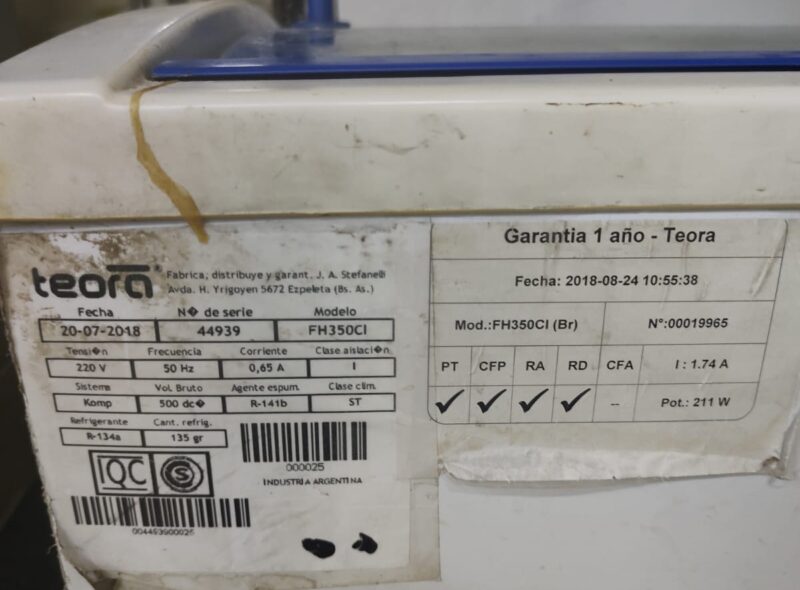 teora®
Fabrica, distribuye y garant. J. A. Stefanelli
Avda. H. Yrigoyen 5672 Ezpeleta (Bs. As.)
Fecha N� de serie Modelo
20-07-2018 44939 FH350CI
Tensi�n Frecuencia Corriente Clase aislaci�n
220 V 50 Hz 0,65 A I
Sistema Vol. Bruto Agente espum. Clase clim.
Komp 500 dc� R-141b ST
Refrigerante Cant. refrig.
R-134a 135 gr
IQC S
000025
INDUSTRIA ARGENTINA
004493900025
Garantia 1 año - Teora
Fecha: 2018-08-24 10:55:38
Mod.:FH350CI (Br) N°:00019965
PT CFP RA RD CFA I : 1.74 A
✓ ✓ ✓ ✓ -- Pot.: 211 W